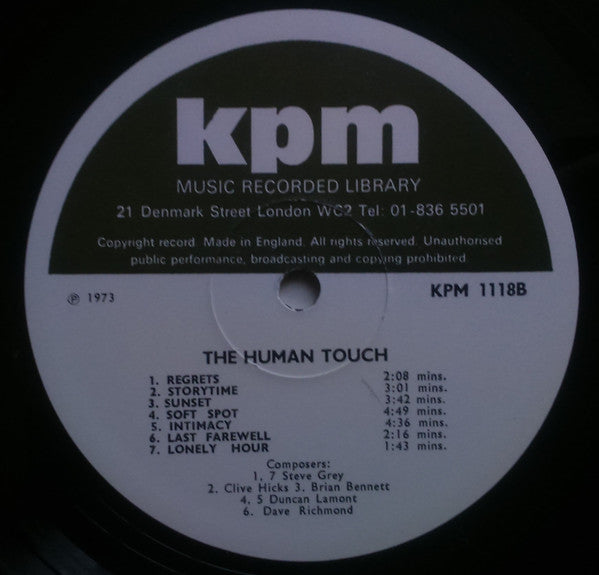 kpm
MUSIC RECORDED LIBRARY
21 Denmark Street London WC2 Tel: 01-836 5501
Copyright record. Made in England. All rights reserved. Unauthorised
public performance, broadcasting and copying prohibited
℗ 1973
KPM 1118B
THE HUMAN TOUCH
1. REGRETS 2:08 mins.
2. STORYTIME 3:01 mins.
3. SUNSET 3:42 mins.
4. SOFT SPOT 4:49 mins.
5. INTIMACY 4:36 mins.
6. LAST FAREWELL 2:16 mins.
7. LONELY HOUR 1:43 mins.
Composers:
1, 7 Steve Grey
2. Clive Hicks 3. Brian Bennett
4. 5 Duncan Lamont
6. Dave Richmond